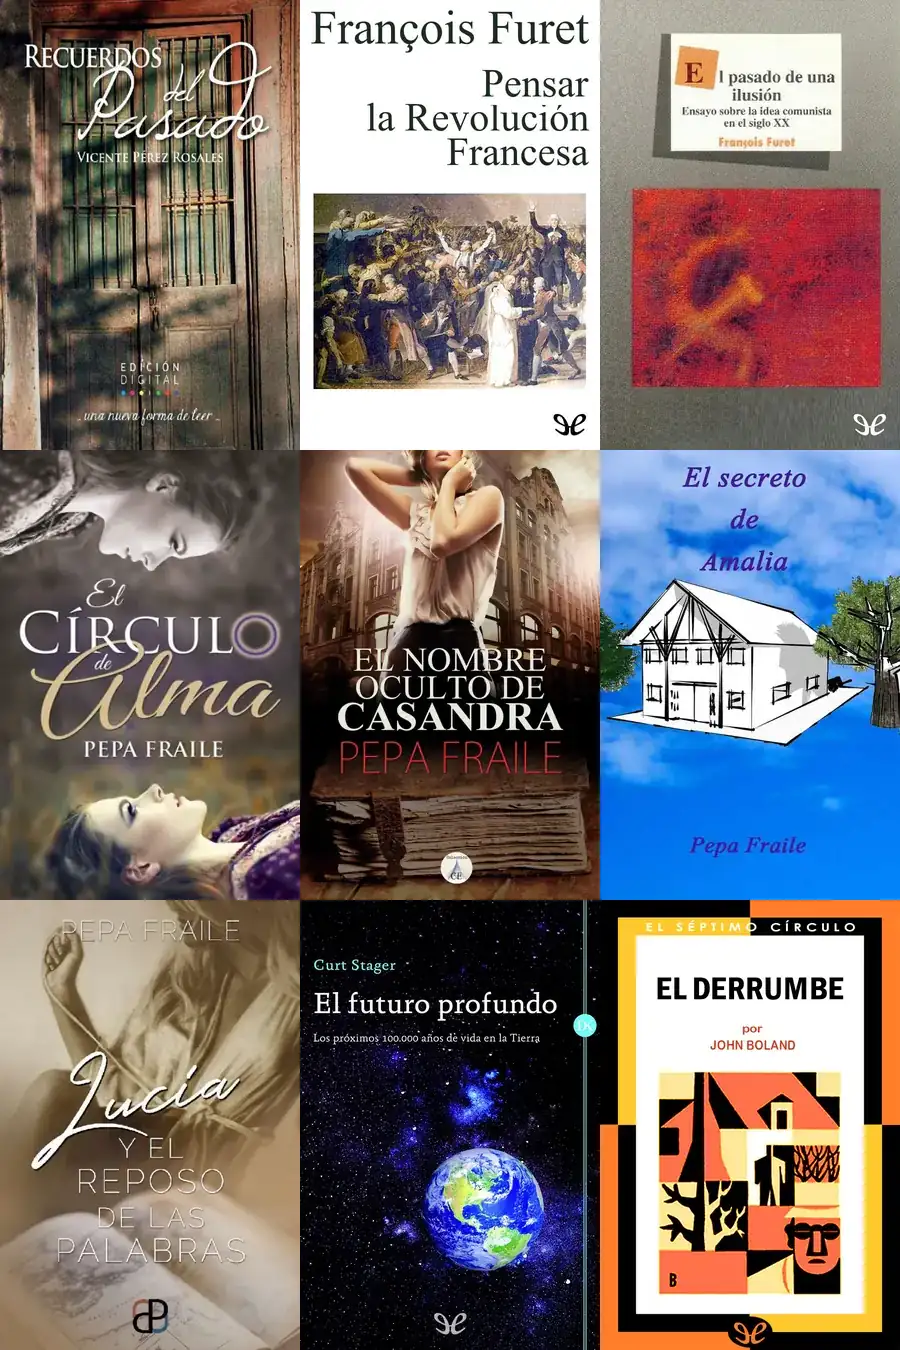 RECUERDOS
del
Pasado
VICENTE PÉREZ ROSALES
EDICIÓN
DIGITAL
_ una nueva forma de leer _
François Furet
Pensar
la Revolución
Francesa
El pasado de una
ilusión
Ensayo sobre la idea comunista
en el siglo XX
François Furet
El
CÍRCULO
de
Alma
PEPA FRAILE
EL NOMBRE
OCULTO DE
CASANDRA
PEPA FRAILE
CE
El secreto
de
Amalia
Pepa Fraile
PEPA FRAILE
Lucía
Y EL
REPOSO
DE LAS
PALABRAS
Curt Stager
El futuro profundo
Los próximos 100.000 años de vida en la Tierra
EL SÉPTIMO CÍRCULO
EL DERRUMBE
por
JOHN BOLAND
B